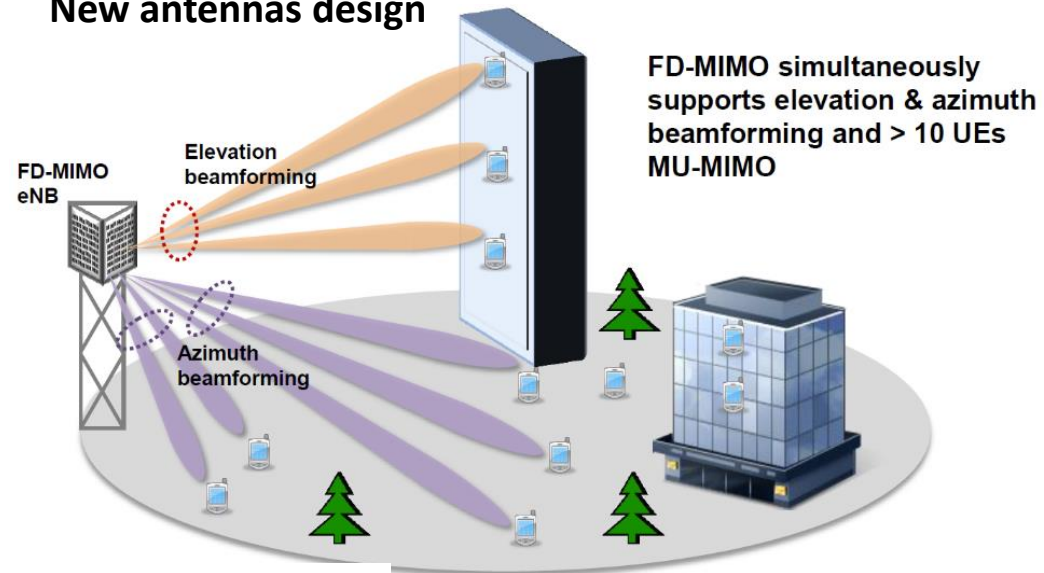 New antennas design
FD-MIMO simultaneously
supports elevation & azimuth
beamforming and > 10 UEs
MU-MIMO
Elevation
beamforming
FD-MIMO
eNB
Azimuth
beamforming